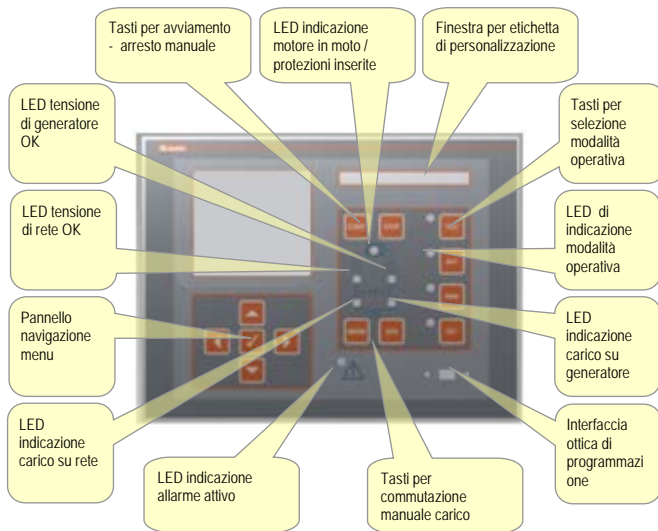 Tasti per avviamento
- arresto manuale
LED indicazione
motore in moto /
protezioni inserite
Finestra per etichetta
di personalizzazione
LED tensione
di generatore
OK
Tasti per
selezione
modalità
operativa
LED tensione
di rete OK
LED di
indicazione
modalità
operativa
Pannello
navigazione
menu
LED
indicazione
carico su
generatore
LED
indicazione
carico su rete
LED indicazione
allarme attivo
Tasti per
commutazione
manuale carico
Interfaccia
ottica di
programmazi
one